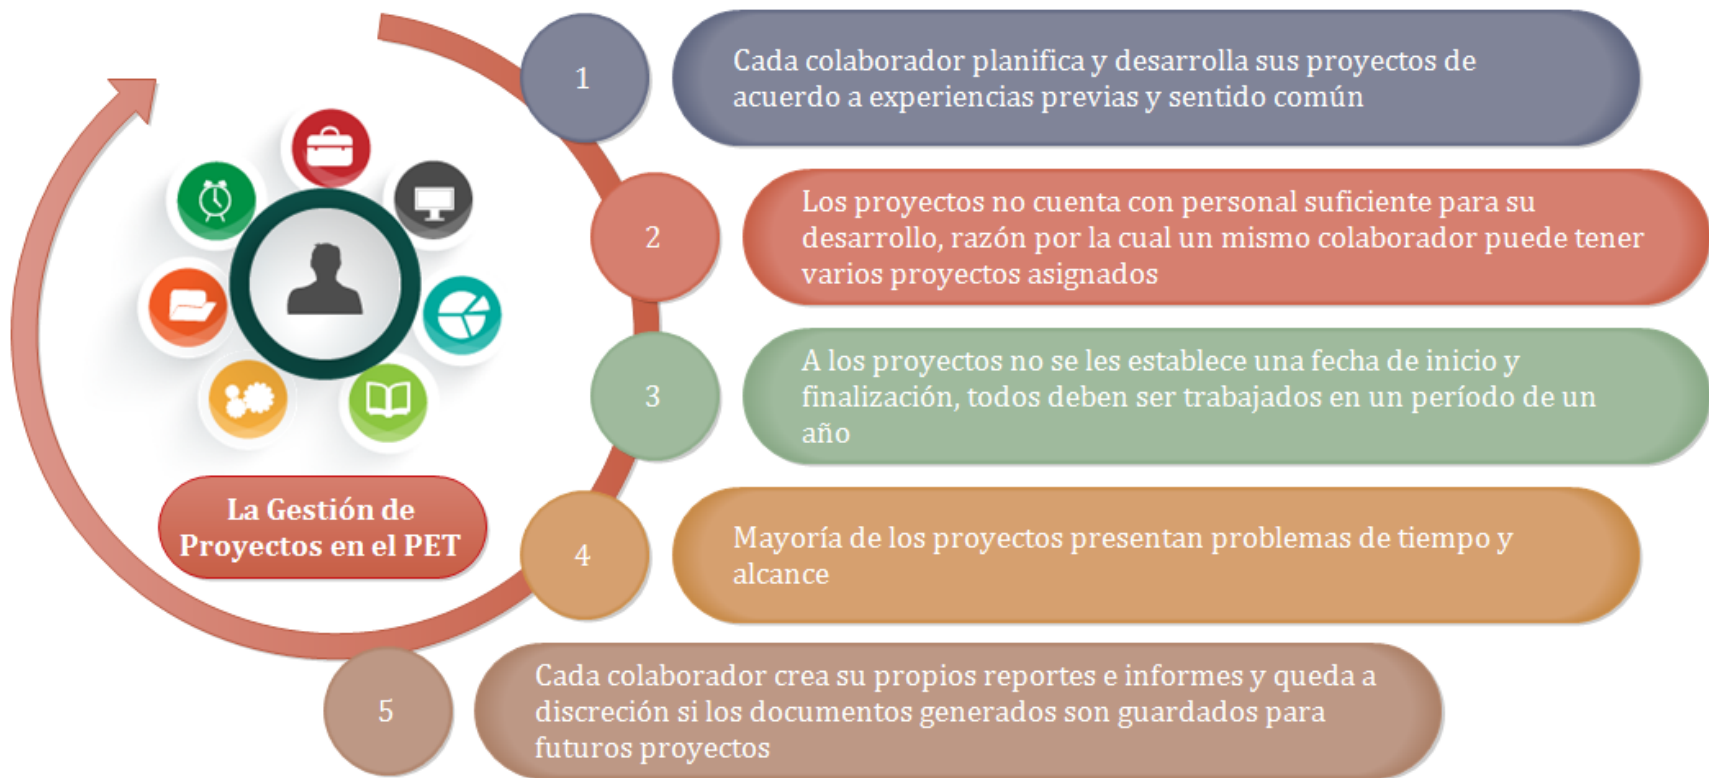 1
Cada colaborador planifica y desarrolla sus proyectos de
acuerdo a experiencias previas y sentido común
2
Los proyectos no cuenta con personal suficiente para su
desarrollo, razón por la cual un mismo colaborador puede tener
varios proyectos asignados
3
A los proyectos no se les establece una fecha de inicio y
finalización, todos deben ser trabajados en un período de un
año
La Gestión de
Proyectos en el PET
4
Mayoría de los proyectos presentan problemas de tiempo y
alcance
5
Cada colaborador crea su propios reportes e informes y queda a
discreción si los documentos generados son guardados para
futuros proyectos